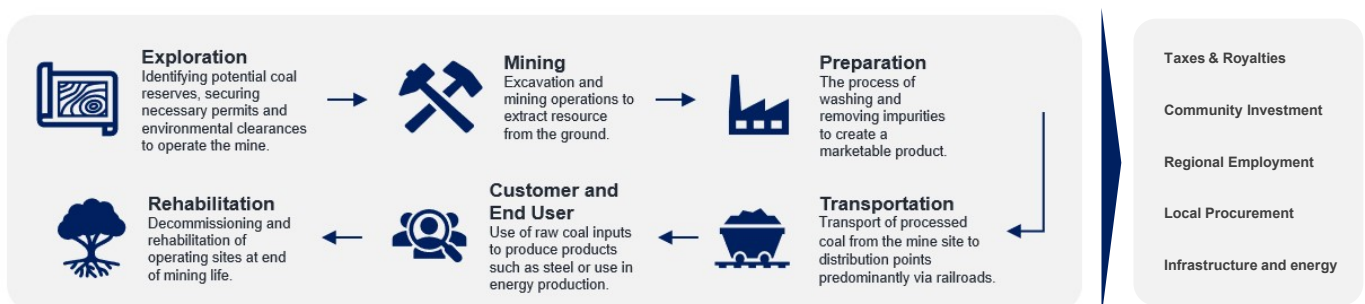 Exploration
Identifying potential coal
reserves, securing
necessary permits and
environmental clearances
to operate the mine.
Mining
Excavation and
mining operations to
extract resource
from the ground.
Preparation
The process of
washing and
removing impurities
to create a
marketable product.
Rehabilitation
Decommissioning and
rehabilitation of
operating sites at end
of mining life.
Customer and
End User
Use of raw coal inputs
to produce products
such as steel or use in
energy production.
Transportation
Transport of processed
coal from the mine site to
distribution points
predominantly via railroads.
Taxes & Royalties
Community Investment
Regional Employment
Local Procurement
Infrastructure and energy